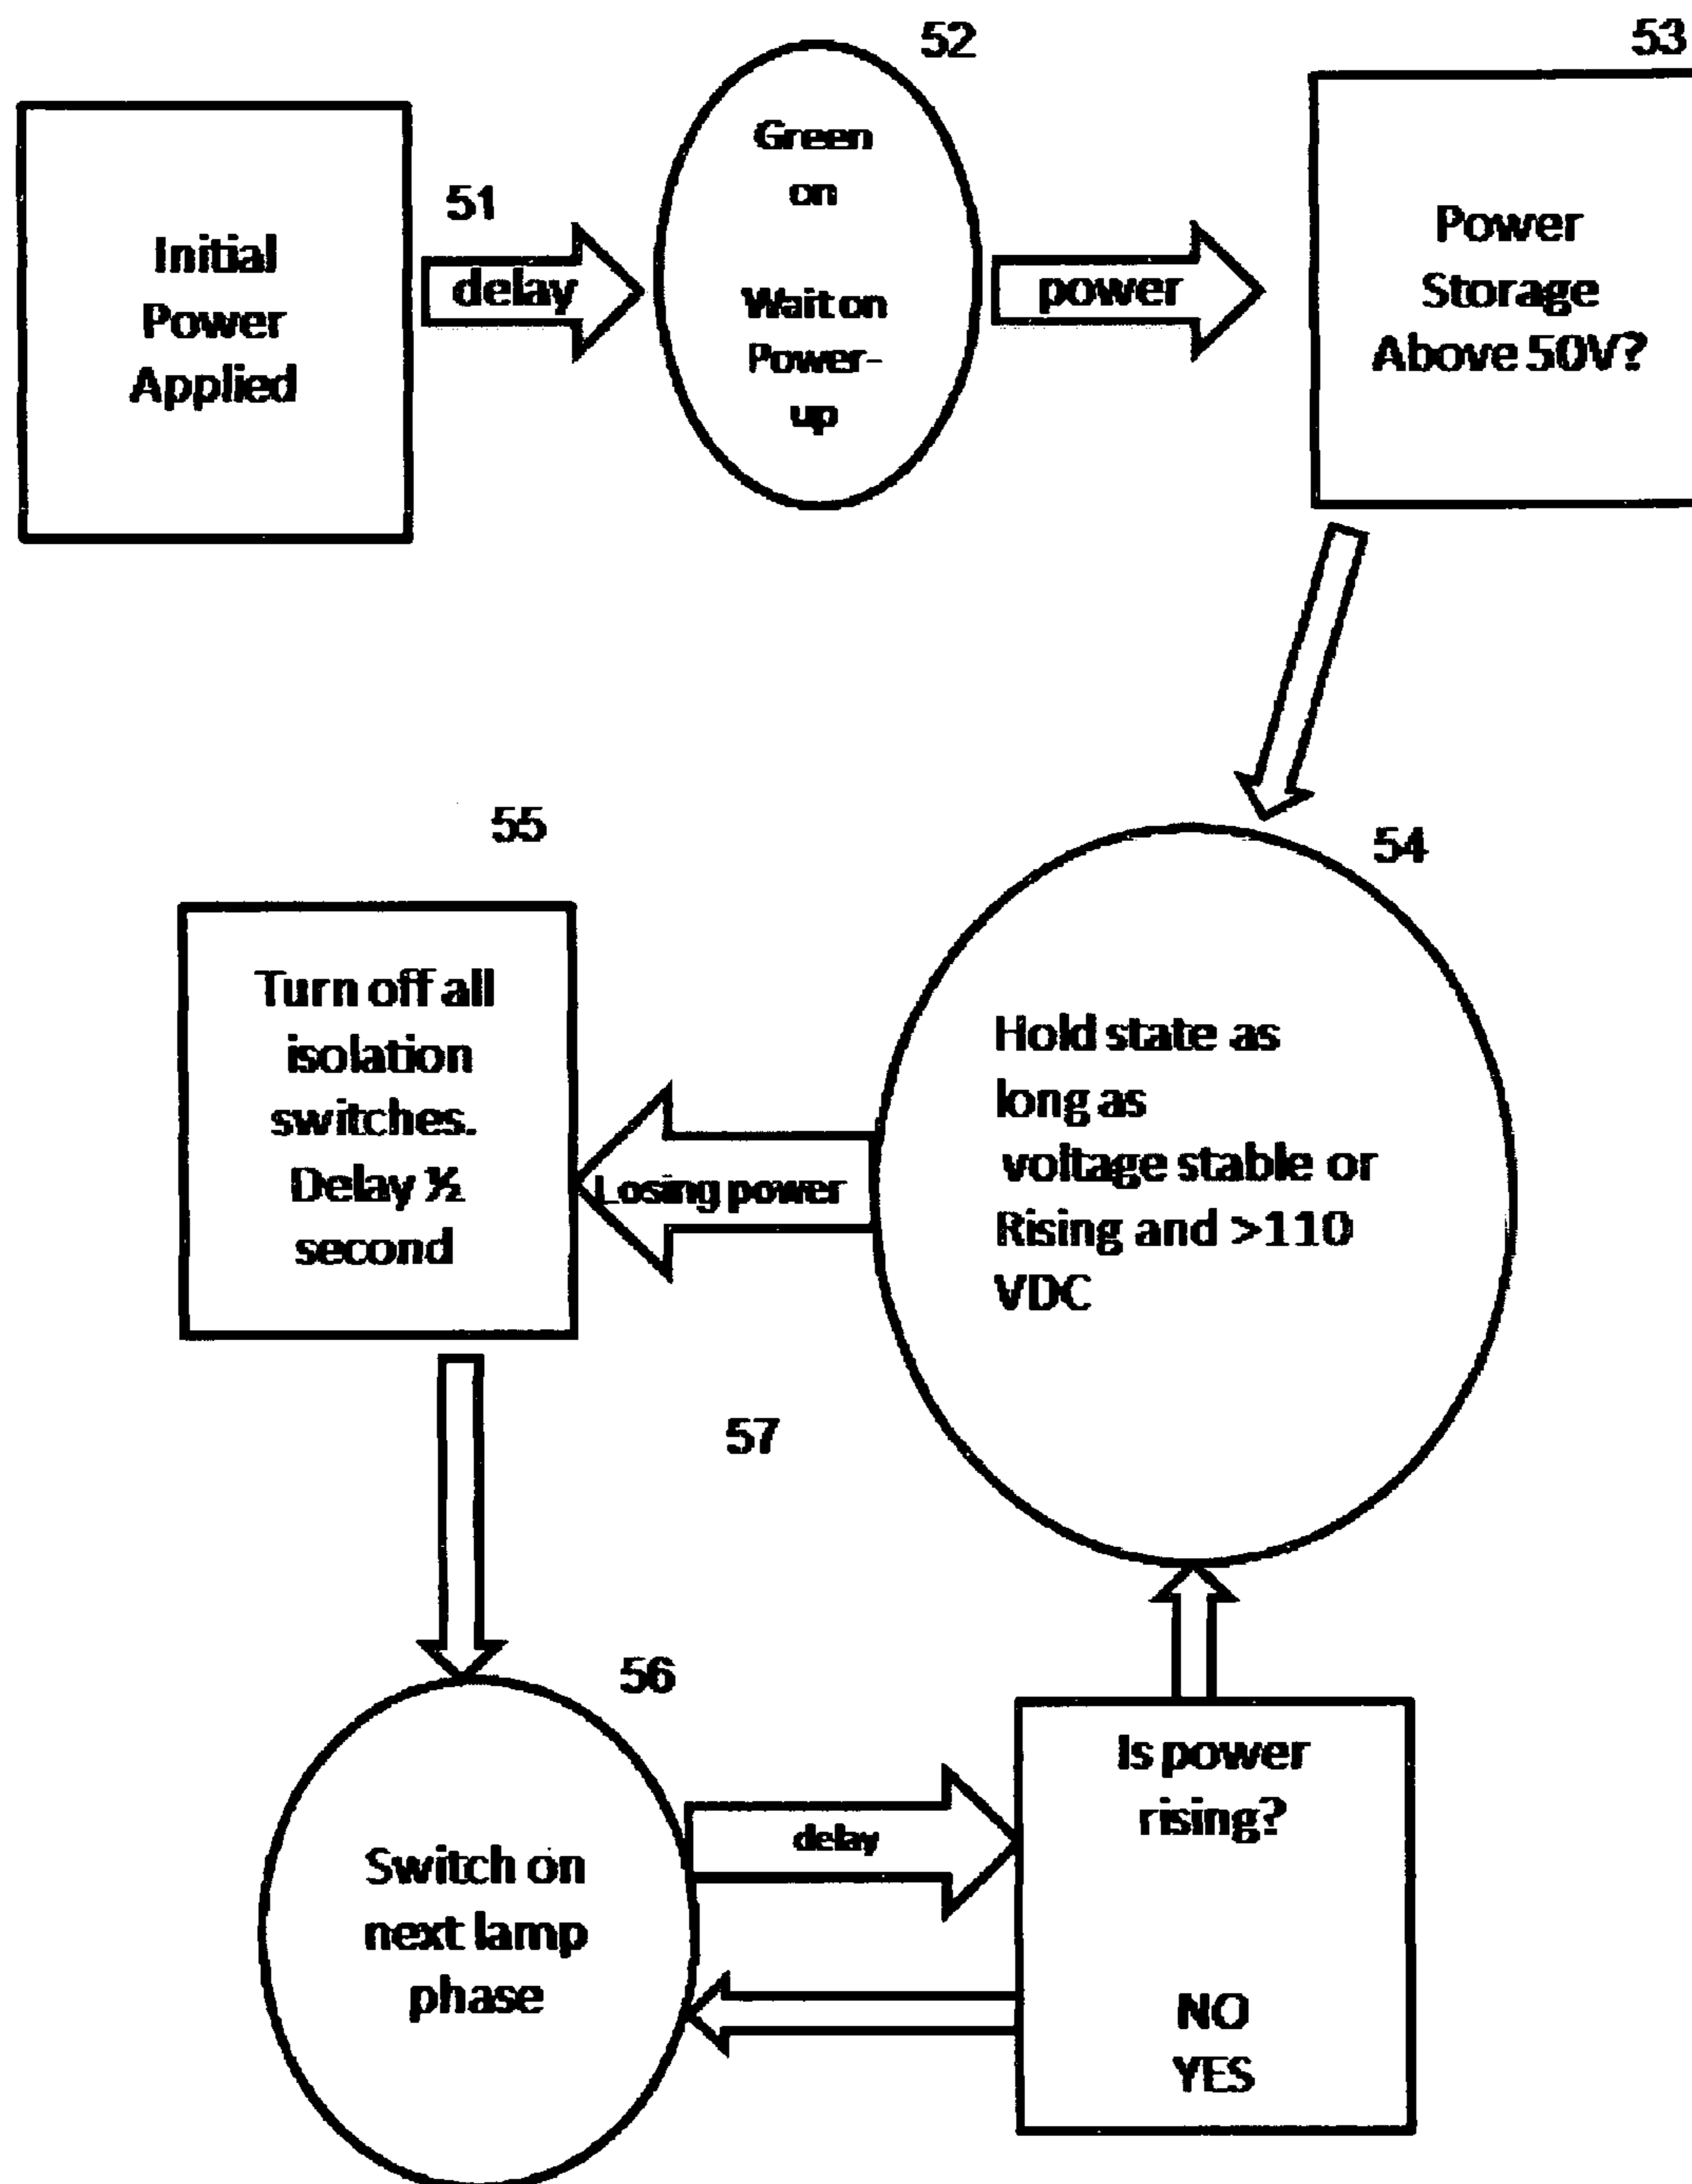 52
53
51
Initial
Power
Applied
delay
Green
on
Wait on
Power-
up
power
Power
Storage
Above 50V?
55
54
Turn off all
isolation
switches.
Delay ½
second
Losing power
Hold state as
long as
voltage stable or
Rising and >110
VDC
57
56
Switch on
next lamp
phase
delay
Is power
rising?
NO
YES